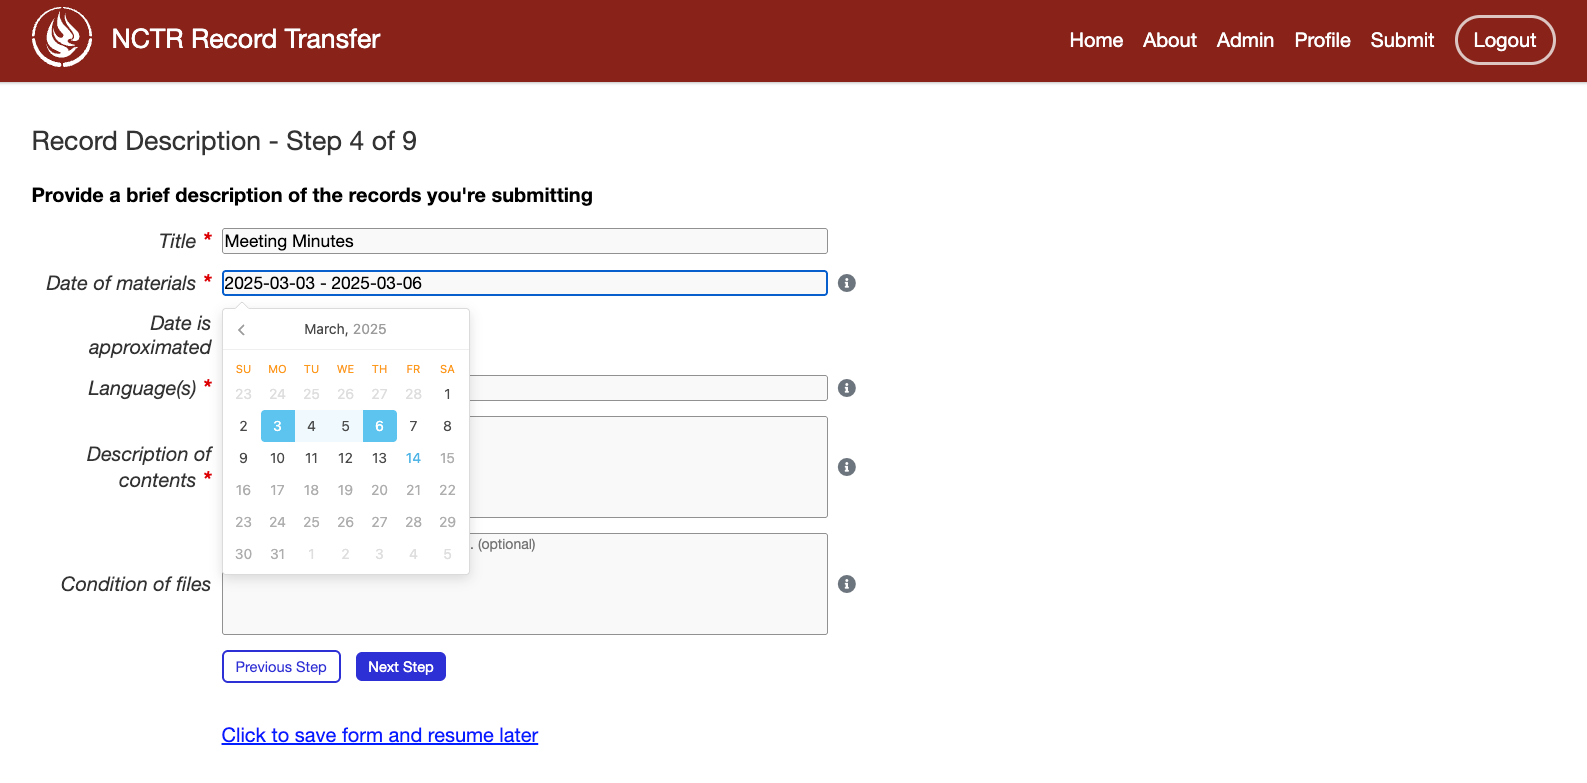 NCTR Record Transfer
Home About Admin Profile Submit Logout
Record Description - Step 4 of 9
Provide a brief description of the records you're submitting
Title * Meeting Minutes
Date of materials * 2025-03-03 - 2025-03-06
Date is
approximated
March, 2025
SU MO TU WE TH FR SA
23 24 25 26 27 28 1
2 3 4 5 6 7 8
9 10 11 12 13 14 15
16 17 18 19 20 21 22
23 24 25 26 27 28 29
30 31 1 2 3 4 5
Language(s) *
Description of
contents *
. (optional)
Condition of files
Previous Step Next Step
Click to save form and resume later